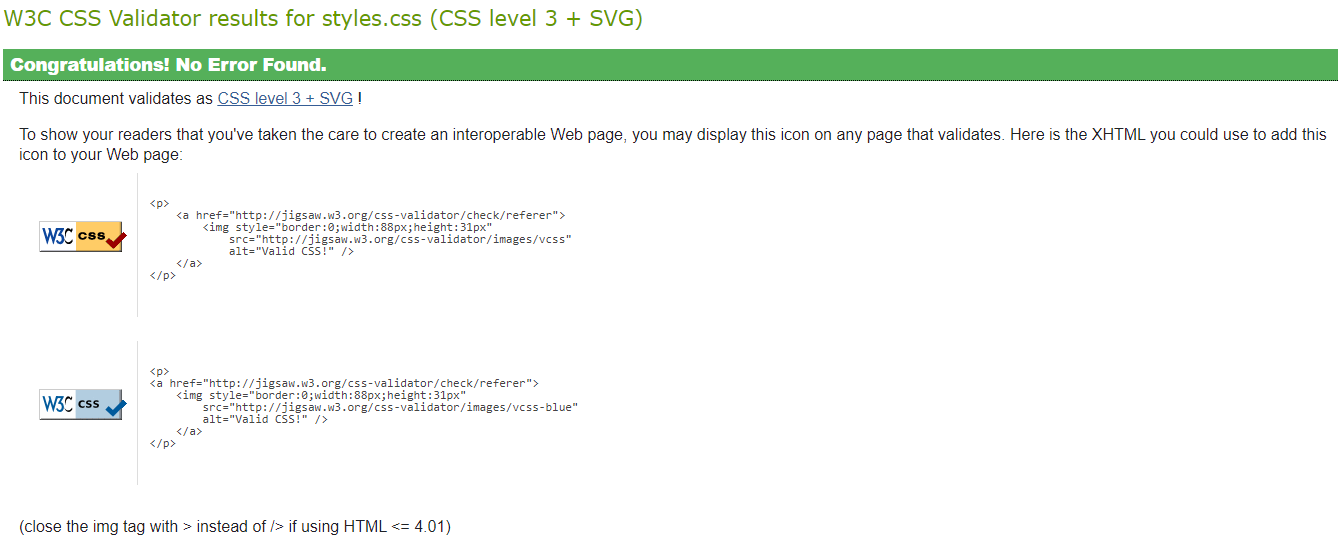 W3C CSS Validator results for styles.css (CSS level 3 + SVG)
Congratulations! No Error Found.
This document validates as CSS level 3 + SVG !
To show your readers that you've taken the care to create an interoperable Web page, you may display this icon on any page that validates. Here is the XHTML you could use to add this
icon to your Web page:
W3C css
<p>
<a href="http://jigsaw.w3.org/css-validator/check/referer">
<img style="border:0;width:88px;height:31px"
src="http://jigsaw.w3.org/css-validator/images/vcss"
alt="Valid CSS!" />
</a>
</p>
W3C css
<p>
<a href="http://jigsaw.w3.org/css-validator/check/referer">
<img style="border:0;width:88px;height:31px"
src="http://jigsaw.w3.org/css-validator/images/vcss-blue"
alt="Valid CSS!" />
</a>
</p>
(close the img tag with > instead of /> if using HTML <= 4.01)